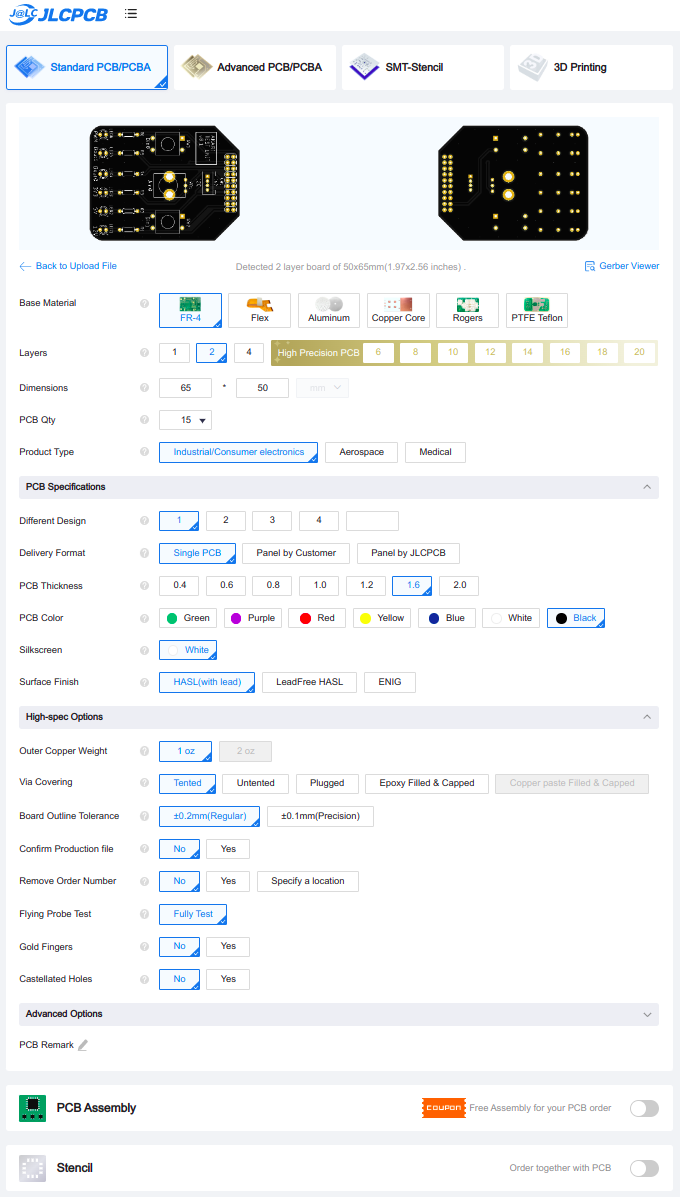 J@LC JLCPCB
Standard PCB/PCBA
Advanced PCB/PCBA
SMT-Stencil
3D Printing
Back to Upload File
Detected 2 layer board of 50x65mm(1.97x2.56 inches) .
Gerber Viewer
Base Material
FR-4
Flex
Aluminum
Copper Core
Rogers
PTFE Teflon
Layers
1
2
4
High Precision PCB
6
8
10
12
14
16
18
20
Dimensions
65
*
50
mm
PCB Qty
15
Product Type
Industrial/Consumer electronics
Aerospace
Medical
PCB Specifications
Different Design
1
2
3
4
Delivery Format
Single PCB
Panel by Customer
Panel by JLCPCB
PCB Thickness
0.4
0.6
0.8
1.0
1.2
1.6
2.0
PCB Color
Green
Purple
Red
Yellow
Blue
White
Black
Silkscreen
White
Surface Finish
HASL(with lead)
LeadFree HASL
ENIG
High-spec Options
Outer Copper Weight
1 oz
2 oz
Via Covering
Tented
Untented
Plugged
Epoxy Filled & Capped
Copper paste Filled & Capped
Board Outline Tolerance
±0.2mm(Regular)
±0.1mm(Precision)
Confirm Production file
No
Yes
Remove Order Number
No
Yes
Specify a location
Flying Probe Test
Fully Test
Gold Fingers
No
Yes
Castellated Holes
No
Yes
Advanced Options
PCB Remark
PCB Assembly
COUPON
Free Assembly for your PCB order
Stencil
Order together with PCB